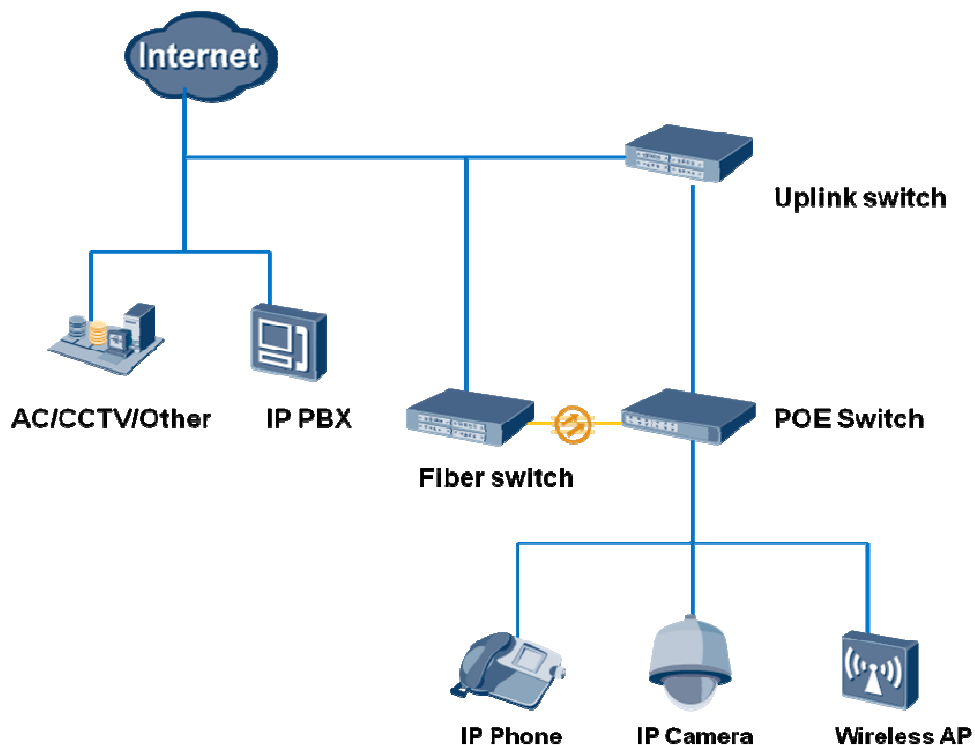 Internet
Uplink switch
AC/CCTV/Other
IP PBX
POE Switch
Fiber switch
IP Phone
IP Camera
Wireless AP